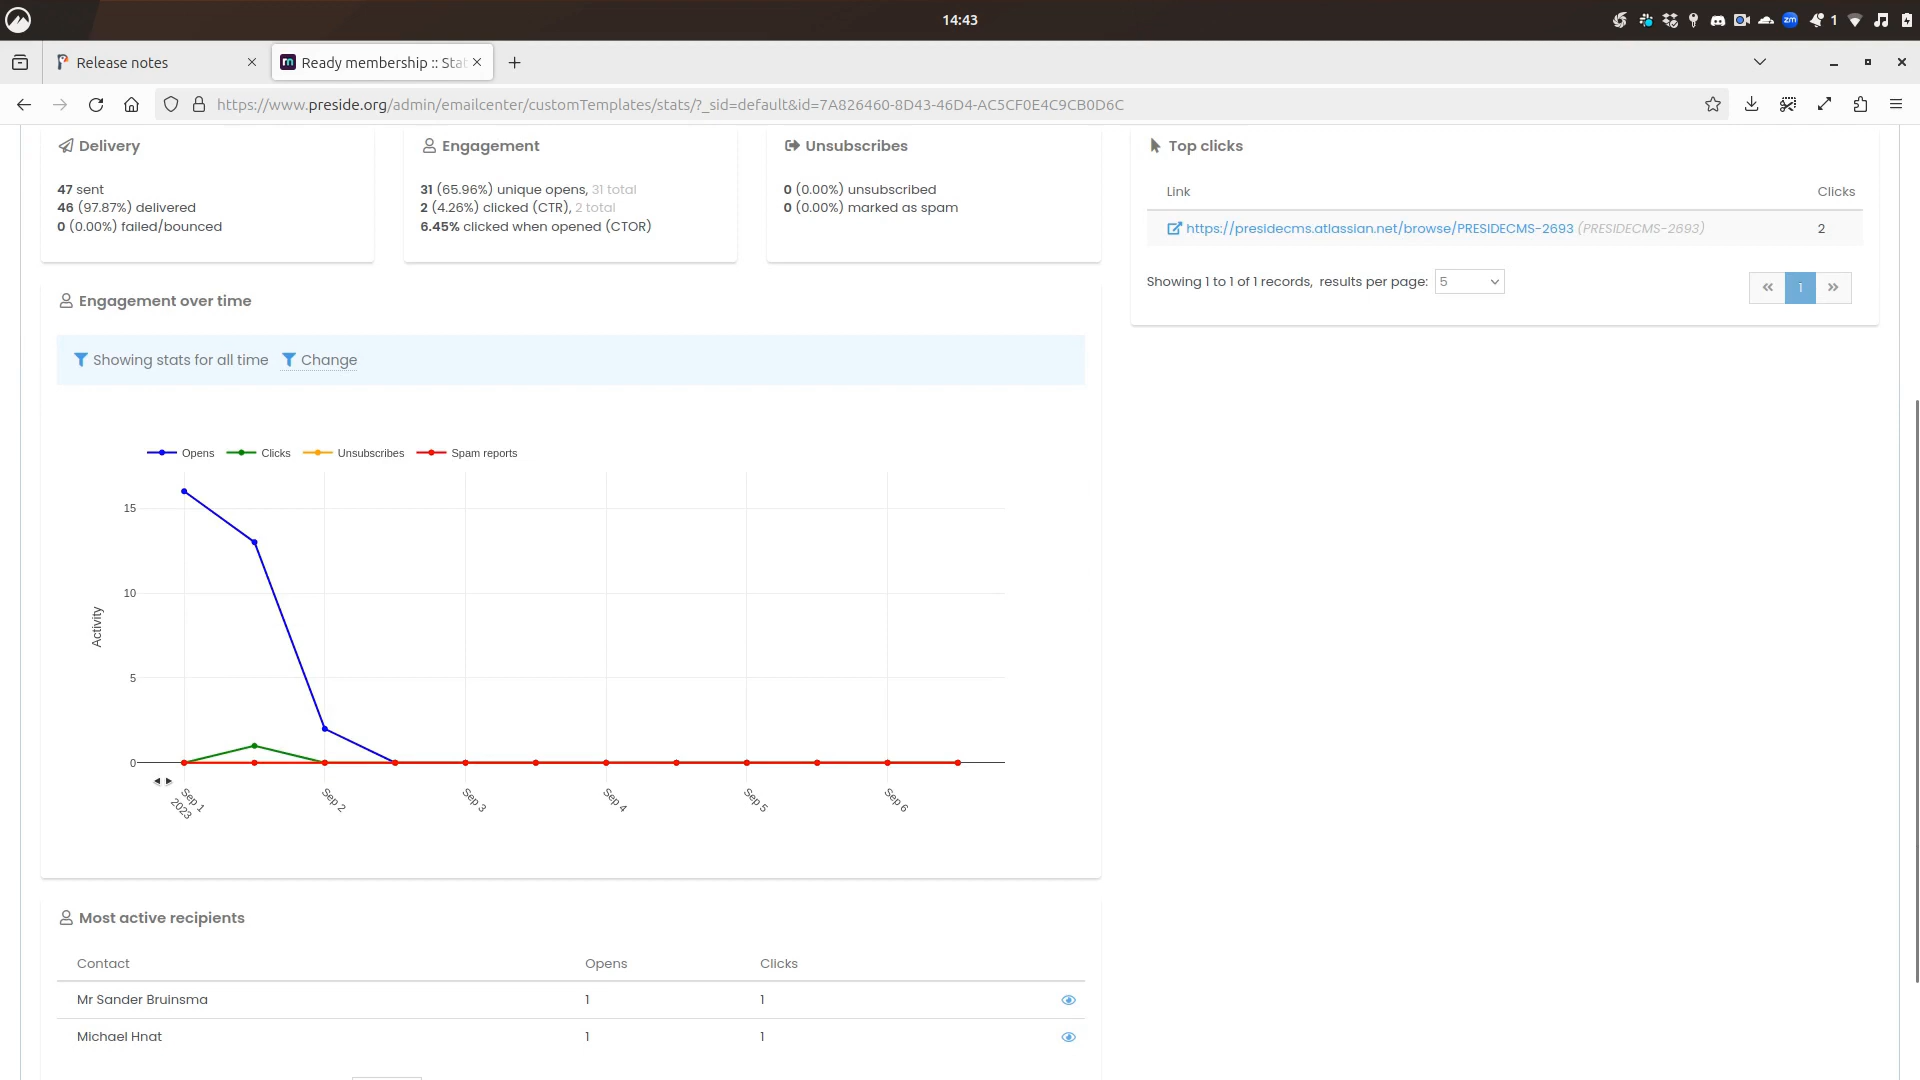 14:43
zm
1
Release notes
Ready membership :: Sta
https://www.preside.org/admin/emailcenter/customTemplates/stats/?_sid=default&id=7A826460-8D43-46D4-AC5CF0E4C9CB0D6C
Delivery
47 sent
46 (97.87%) delivered
0 (0.00%) failed/bounced
Engagement
31 (65.96%) unique opens, 31 total
2 (4.26%) clicked (CTR), 2 total
6.45% clicked when opened (CTOR)
Unsubscribes
0 (0.00%) unsubscribed
0 (0.00%) marked as spam
Top clicks
Link Clicks
https://presidecms.atlassian.net/browse/PRESIDECMS-2693 (PRESIDECMS-2693) 2
Showing 1 to 1 of 1 records, results per page: 5
« 1 »
Engagement over time
Showing stats for all time Change
Opens Clicks Unsubscribes Spam reports
15
10
5
0
Activity
Sep 1
2023
Sep 2
Sep 3
Sep 4
Sep 5
Sep 6
Most active recipients
Contact Opens Clicks
Mr Sander Bruinsma 1 1
Michael Hnat 1 1